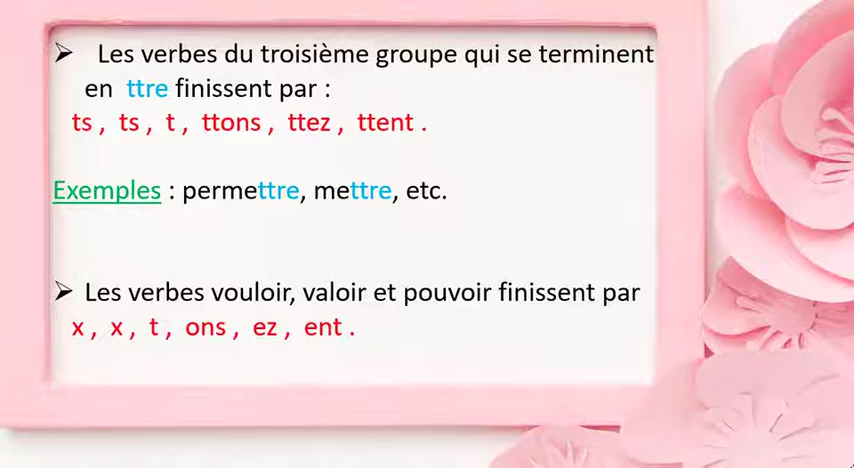 ➢ Les verbes du troisième groupe qui se terminent
en ttre finissent par :
ts , ts , t , ttons , ttez , ttent .
Exemples : permettre, mettre, etc.
➢ Les verbes vouloir, valoir et pouvoir finissent par
x , x , t , ons , ez , ent .